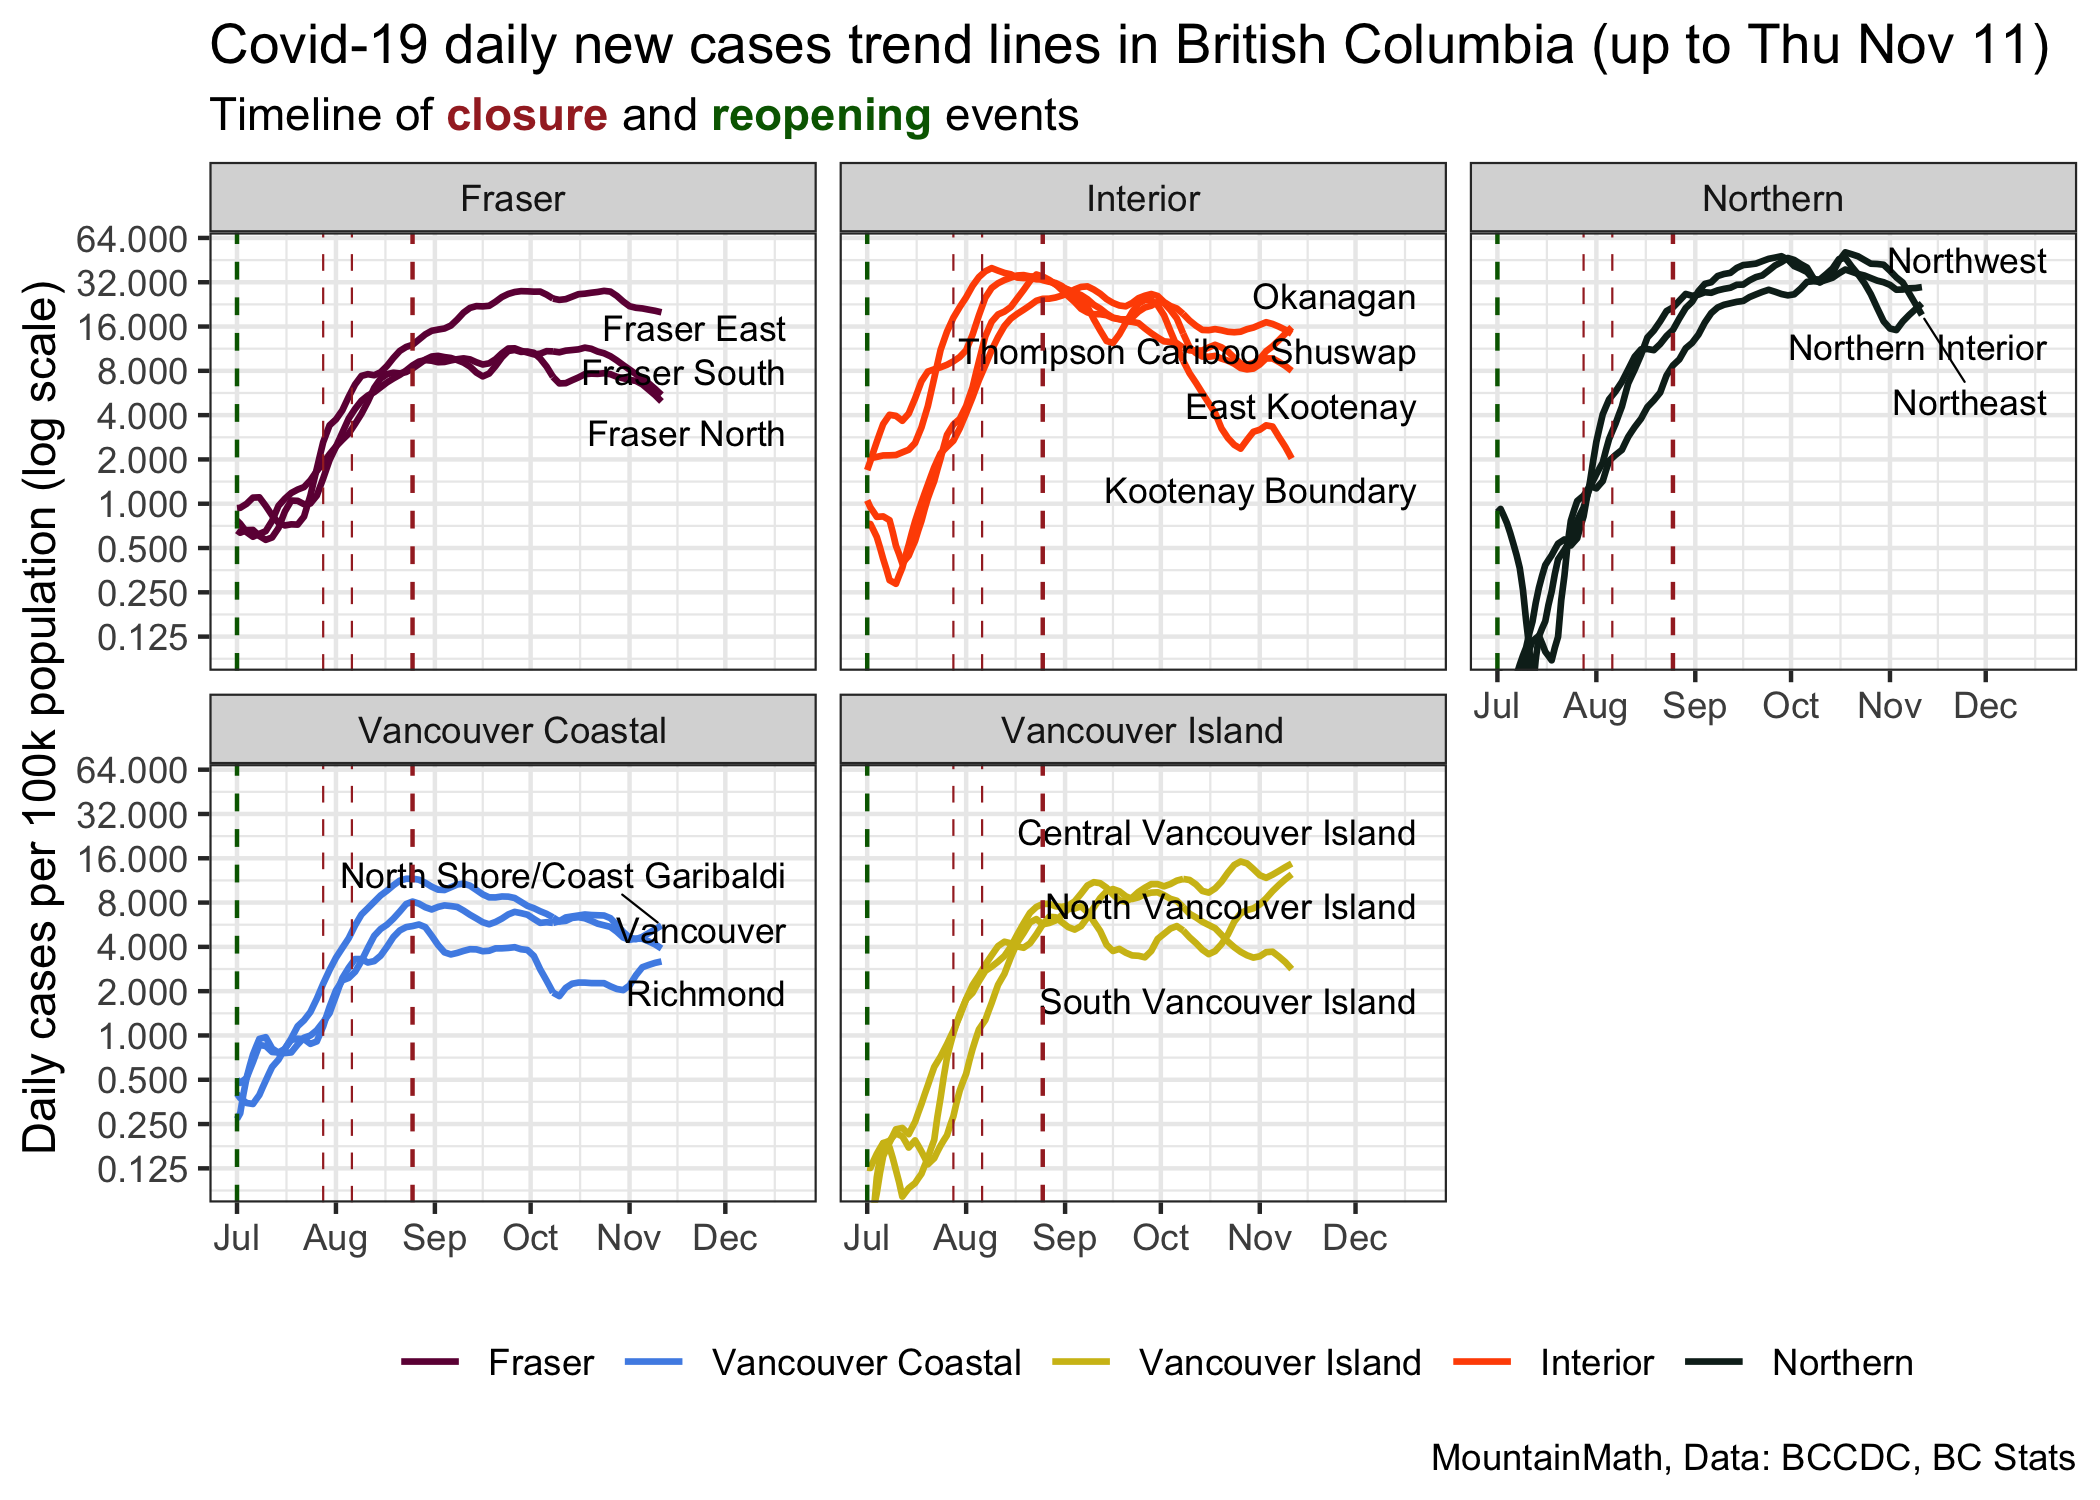 Covid-19 daily new cases trend lines in British Columbia (up to Thu Nov 11)
Timeline of closure and reopening events
Daily cases per 100k population (log scale)
Fraser
64.000
32.000
16.000
8.000
4.000
2.000
1.000
0.500
0.250
0.125
Fraser East
Fraser South
Fraser North
Interior
Okanagan
Thompson Cariboo Shuswap
East Kootenay
Kootenay Boundary
Northern
Northwest
Northern Interior
Northeast
Jul Aug Sep Oct Nov Dec
Vancouver Coastal
64.000
32.000
16.000
8.000
4.000
2.000
1.000
0.500
0.250
0.125
North Shore/Coast Garibaldi
Vancouver
Richmond
Jul Aug Sep Oct Nov Dec
Vancouver Island
Central Vancouver Island
North Vancouver Island
South Vancouver Island
Jul Aug Sep Oct Nov Dec
Fraser Vancouver Coastal Vancouver Island Interior Northern
MountainMath, Data: BCCDC, BC Stats